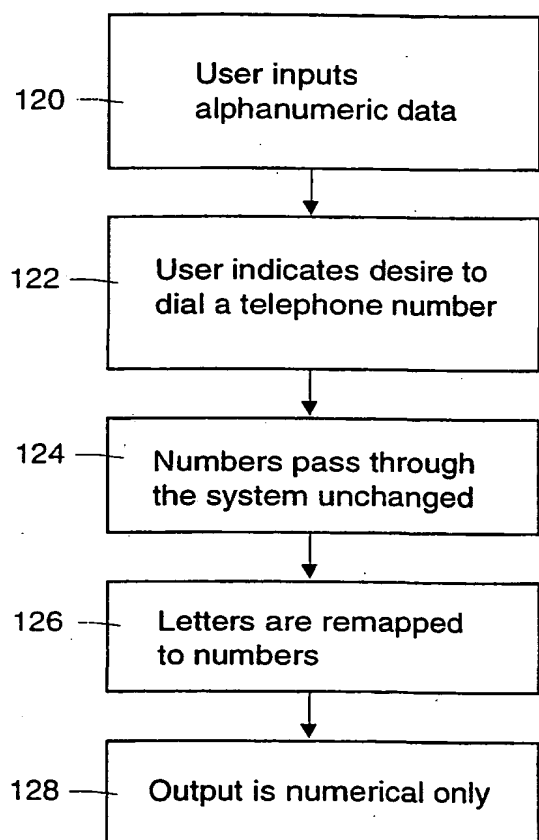 120
User inputs
alphanumeric data
122
User indicates desire to
dial a telephone number
124
Numbers pass through
the system unchanged
126
Letters are remapped
to numbers
128
Output is numerical only